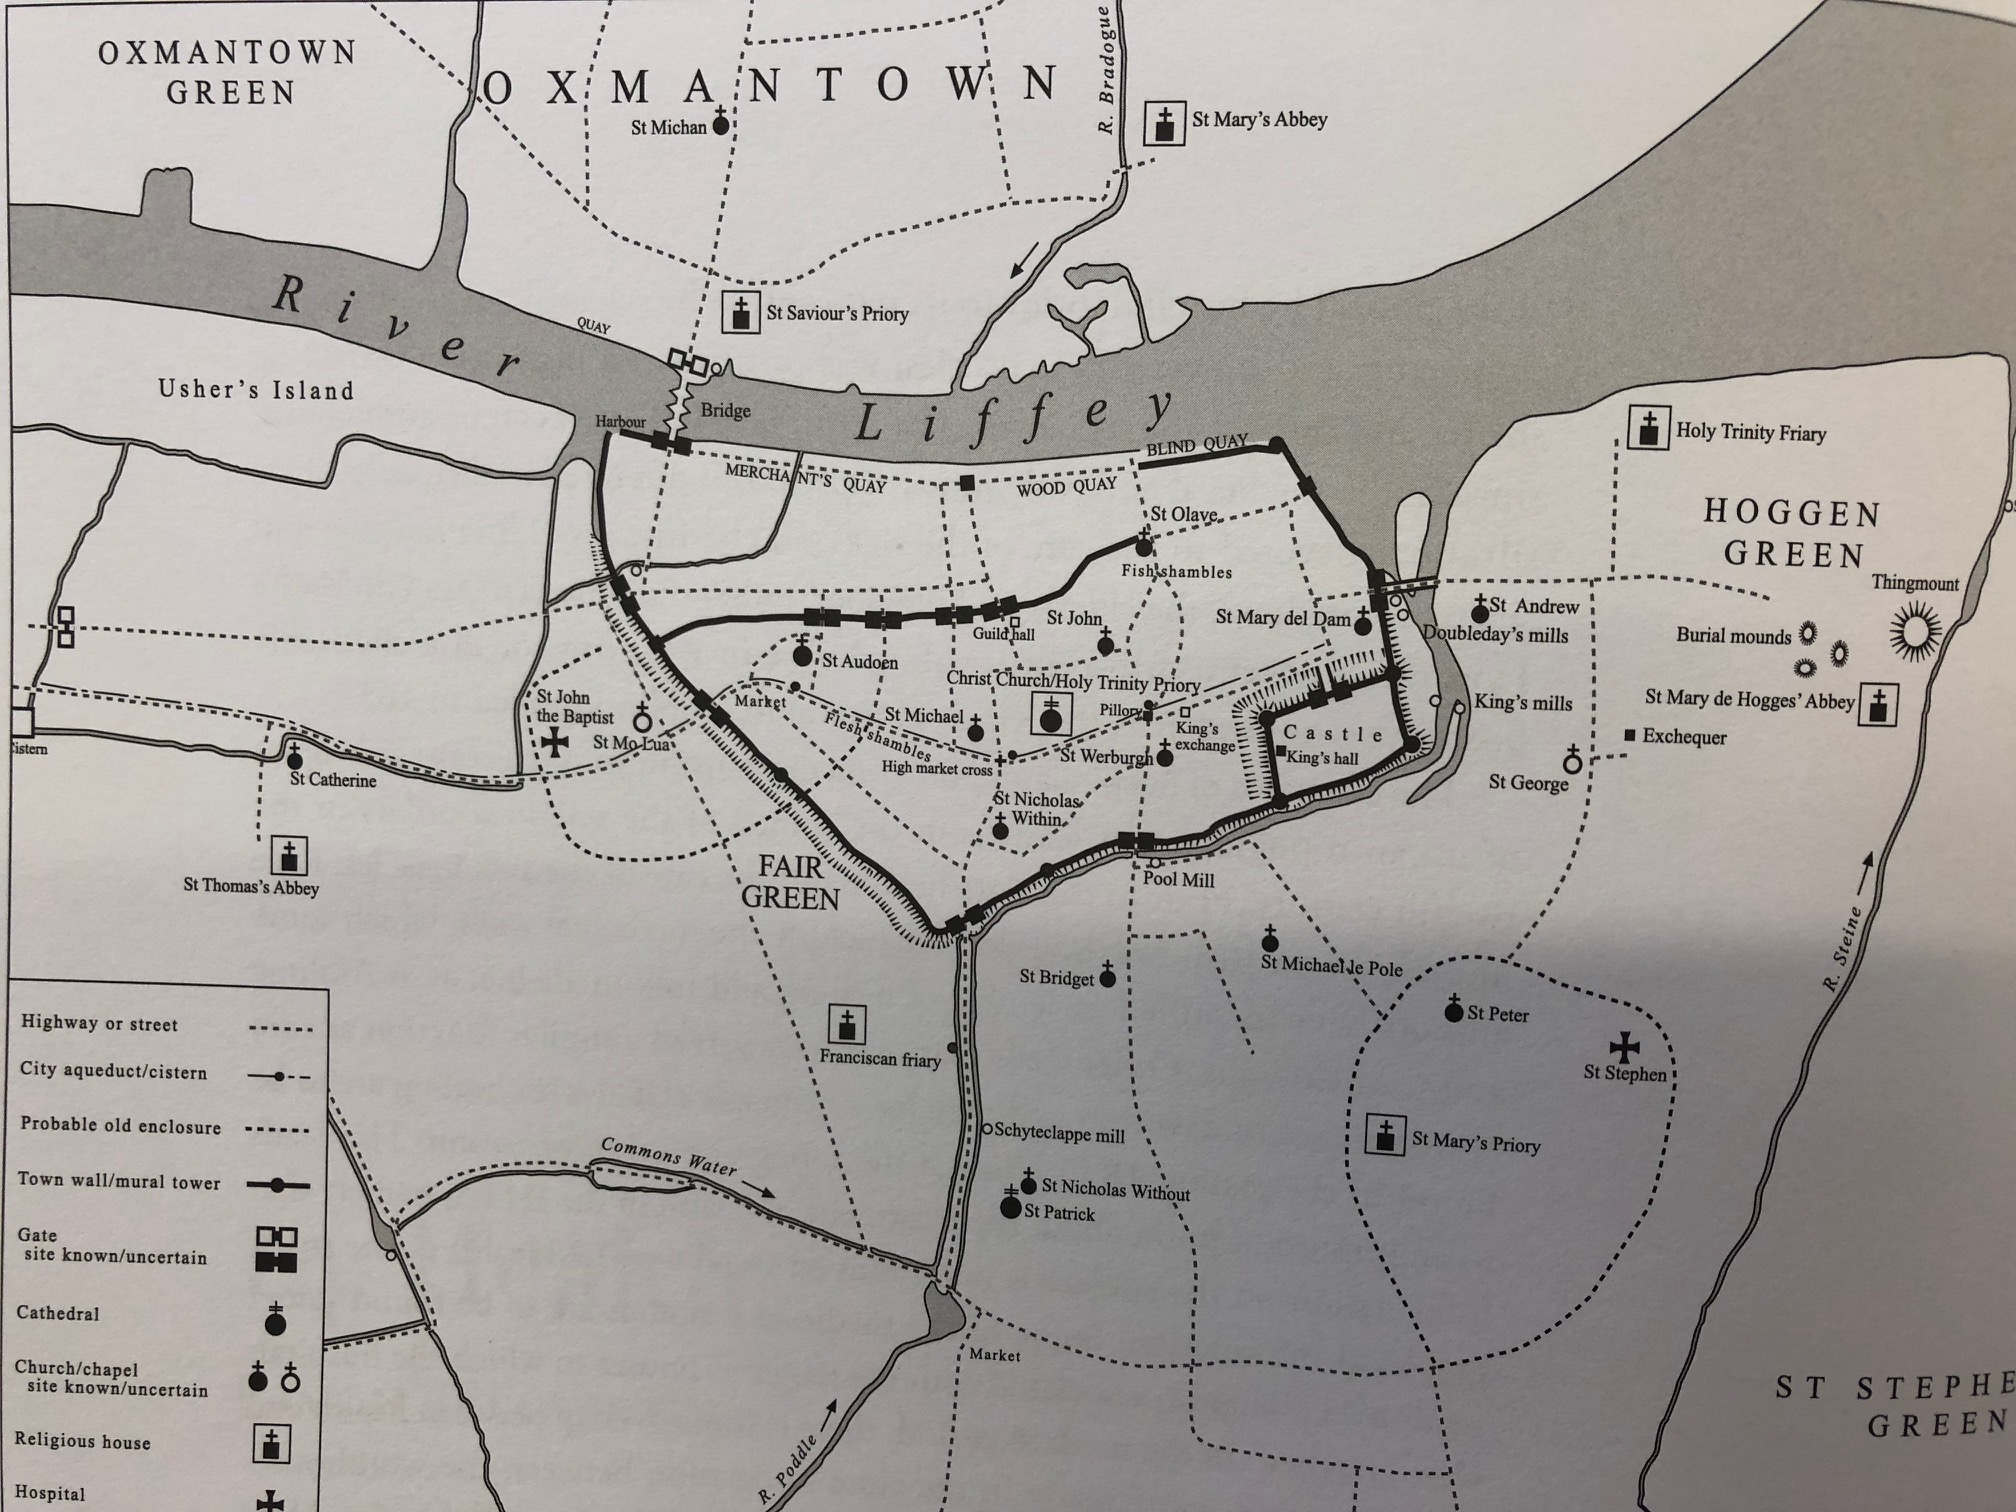 OXMANTOWN
GREEN
OXMANTOWN
R. Bradogue
St Michan
St Mary's Abbey
River
Liffey
QUAY
St Saviour's Priory
Usher's Island
Harbour
Bridge
MERCHANT'S QUAY
WOOD QUAY
BLIND QUAY
Holy Trinity Friary
HOGGEN
GREEN
Thingmount
St Olave
Fish shambles
St Mary del Dam
St Andrew
Doubleday's mills
Burial mounds
Guild hall
St John
St Audoen
Christ Church/Holy Trinity Priory
St Mary de Hogges' Abbey
St John
the Baptist
St Mo Lua
Market
Flesh shambles
St Michael
Pillory
King's
exchange
Castle
King's hall
King's mills
Exchequer
High market cross
St Werburgh
St George
St Catherine
St Nicholas
Within
St Thomas's Abbey
FAIR
GREEN
Pool Mill
R. Steine
St Michael le Pole
St Bridget
St Peter
St Stephen
Franciscan friary
Schyteclappe mill
St Mary's Priory
Commons Water
St Nicholas Without
St Patrick
Market
R. Poddle
ST STEPHE
GREEN
Highway or street
City aqueduct/cistern
Probable old enclosure
Town wall/mural tower
Gate
site known/uncertain
Cathedral
Church/chapel
site known/uncertain
Religious house
Hospital